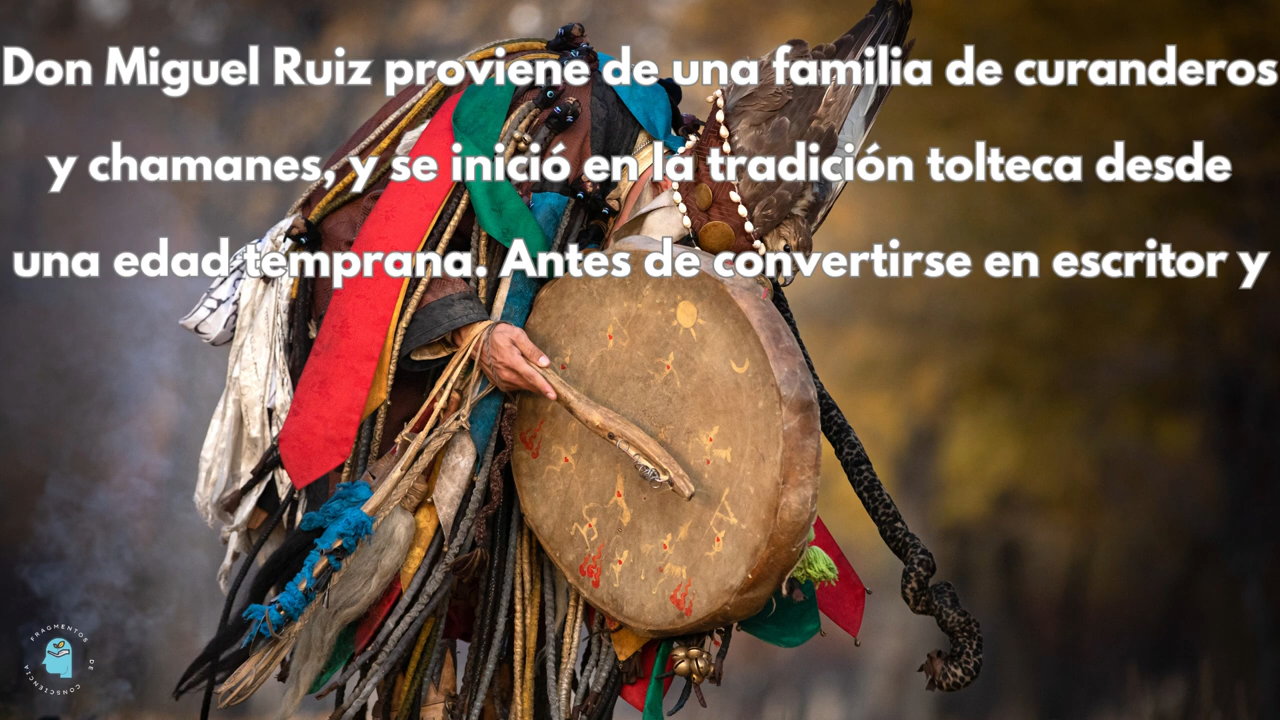 Don Miguel Ruiz proviene de una familia de curanderos
y chamanes, y se inició en la tradición tolteca desde
una edad temprana. Antes de convertirse en escritor y
FRAGMENTOS DE CONSCIENCIA